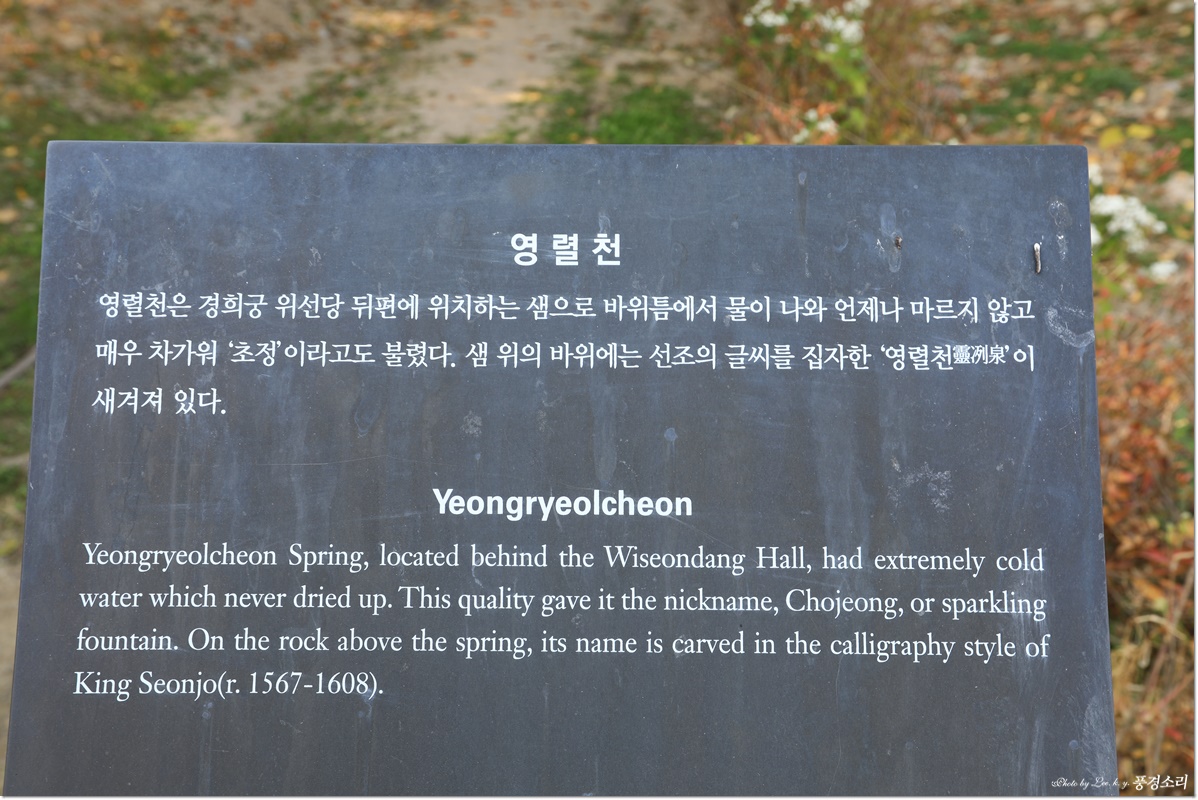 영렬천
영렬천은 경희궁 위선당 뒤편에 위치하는 샘으로 바위틈에서 물이 나와 언제나 마르지 않고
매우 차가워 ‘초정’이라고도 불렸다. 샘 위의 바위에는 선조의 글씨를 집자한 ‘영렬천靈冽泉’이
새겨져 있다.
Yeongryeolcheon
Yeongryeolcheon Spring, located behind the Wiseondang Hall, had extremely cold
water which never dried up. This quality gave it the nickname, Chojeong, or sparkling
fountain. On the rock above the spring, its name is carved in the calligraphy style of
King Seonjo(r. 1567-1608).
Photo by Lee. k. y. 풍경소리